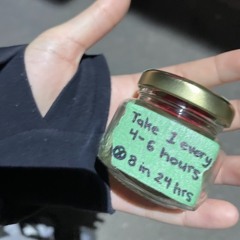 Take 1 every
4-6 hours
8 in 24 hrs